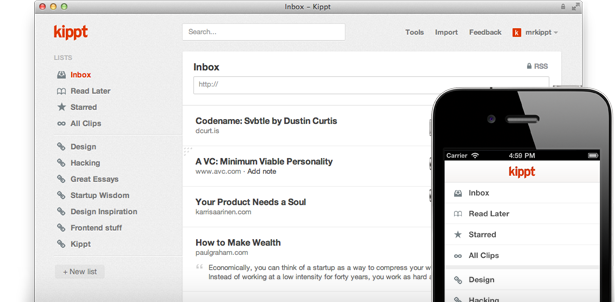 Inbox – Kippt
kippt
Search...
Tools Import Feedback k mrkippt
LISTS
Inbox
Read Later
Starred
All Clips
Design
Hacking
Great Essays
Startup Wisdom
Design Inspiration
Frontend stuff
Kippt
+ New list
Inbox
RSS
http://
Codename: Svbtle by Dustin Curtis
dcurt.is
A VC: Minimum Viable Personality
www.avc.com · Add note
Your Product Needs a Soul
karrisaarinen.com
How to Make Wealth
paulgraham.com
“ Economically, you can think of a startup as a way to compress your w
Instead of working at a low intensity for forty years, you work as hard a
Carrier 4:59 PM
kippt
Inbox
Read Later
Starred
All Clips
Design
Hacking